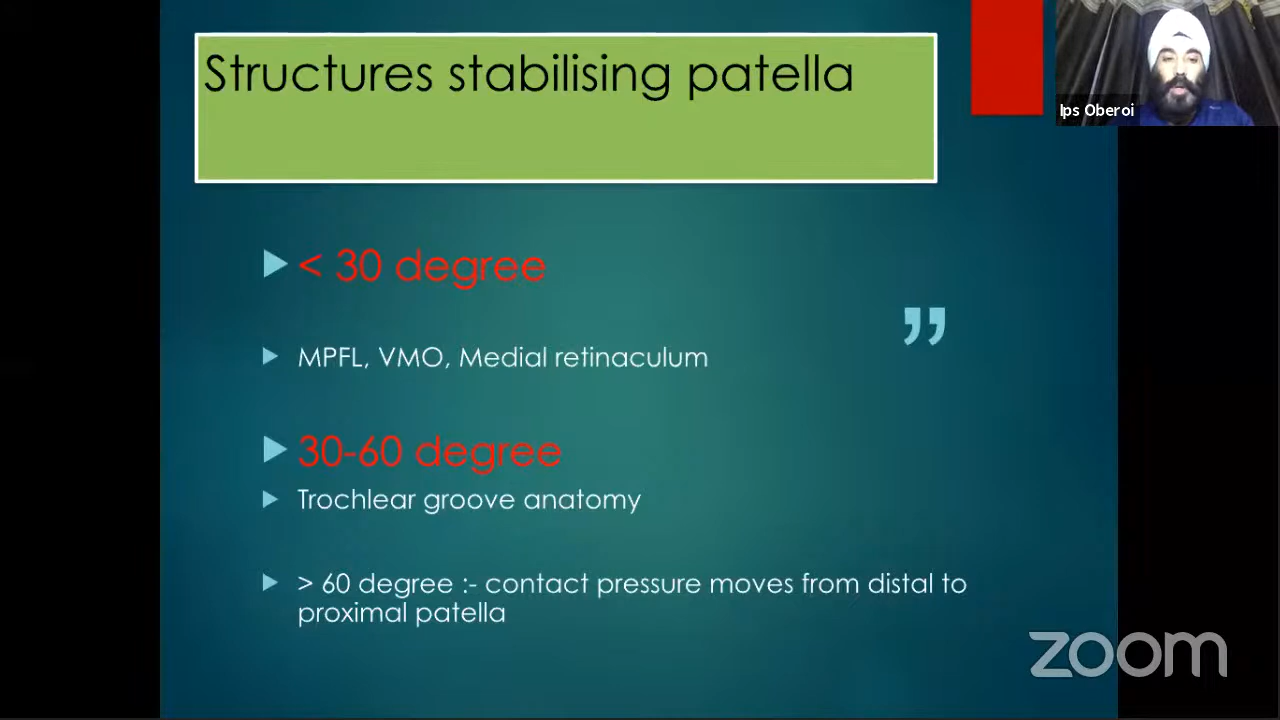 Structures stabilising patella
Ips Oberoi
< 30 degree
”
MPFL, VMO, Medial retinaculum
30-60 degree
Trochlear groove anatomy
> 60 degree :- contact pressure moves from distal to
proximal patella
zoom